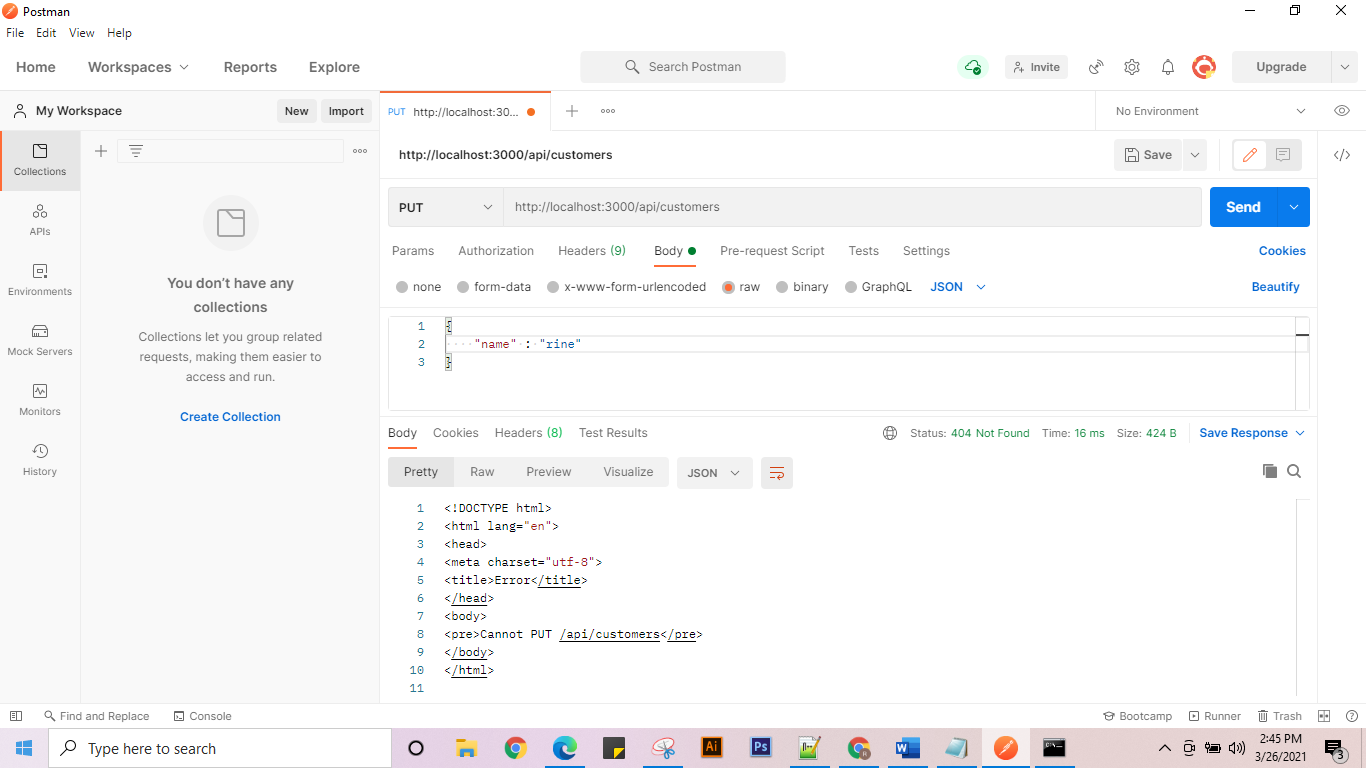 Postman
File Edit View Help
Home Workspaces Reports Explore Search Postman Invite Upgrade
My Workspace New Import PUT http://localhost:30... No Environment
Collections
APIs
Environments
Mock Servers
Monitors
History
You don't have any
collections
Collections let you group related
requests, making them easier to
access and run.
Create Collection
http://localhost:3000/api/customers Save
PUT http://localhost:3000/api/customers Send
Params Authorization Headers (9) Body Pre-request Script Tests Settings Cookies
none form-data x-www-form-urlencoded raw binary GraphQL JSON Beautify
1 {
2 "name" : "rine"
3 }
Body Cookies Headers (8) Test Results Status: 404 Not Found Time: 16 ms Size: 424 B Save Response
Pretty Raw Preview Visualize JSON
1 <!DOCTYPE html>
2 <html lang="en">
3 <head>
4 <meta charset="utf-8">
5 <title>Error</title>
6 </head>
7 <body>
8 <pre>Cannot PUT /api/customers</pre>
9 </body>
10 </html>
11
Find and Replace Console Bootcamp Runner Trash
Type here to search Ai Ps 2:45 PM
3/26/2021 3